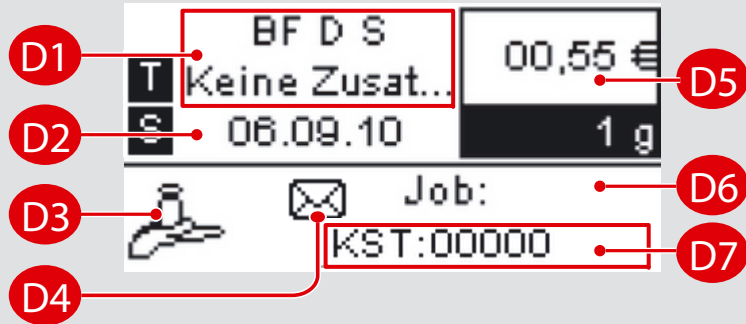 D1
BF D S
T Keine Zusat...
00,55 €
D5
D2
S 06.09.10
1 g
D3
Job:
D6
KST:00000
D7
D4